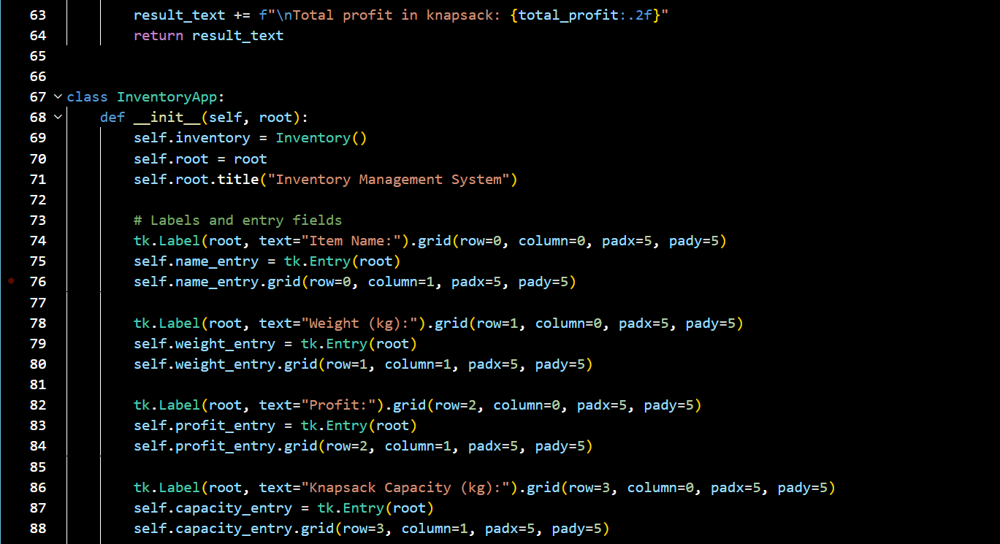 63 result_text += f"\nTotal profit in knapsack: {total_profit:.2f}"
64 return result_text
65
66
67 class InventoryApp:
68 def __init__(self, root):
69 self.inventory = Inventory()
70 self.root = root
71 self.root.title("Inventory Management System")
72
73 # Labels and entry fields
74 tk.Label(root, text="Item Name:").grid(row=0, column=0, padx=5, pady=5)
75 self.name_entry = tk.Entry(root)
76 self.name_entry.grid(row=0, column=1, padx=5, pady=5)
77
78 tk.Label(root, text="Weight (kg):").grid(row=1, column=0, padx=5, pady=5)
79 self.weight_entry = tk.Entry(root)
80 self.weight_entry.grid(row=1, column=1, padx=5, pady=5)
81
82 tk.Label(root, text="Profit:").grid(row=2, column=0, padx=5, pady=5)
83 self.profit_entry = tk.Entry(root)
84 self.profit_entry.grid(row=2, column=1, padx=5, pady=5)
85
86 tk.Label(root, text="Knapsack Capacity (kg):").grid(row=3, column=0, padx=5, pady=5)
87 self.capacity_entry = tk.Entry(root)
88 self.capacity_entry.grid(row=3, column=1, padx=5, pady=5)